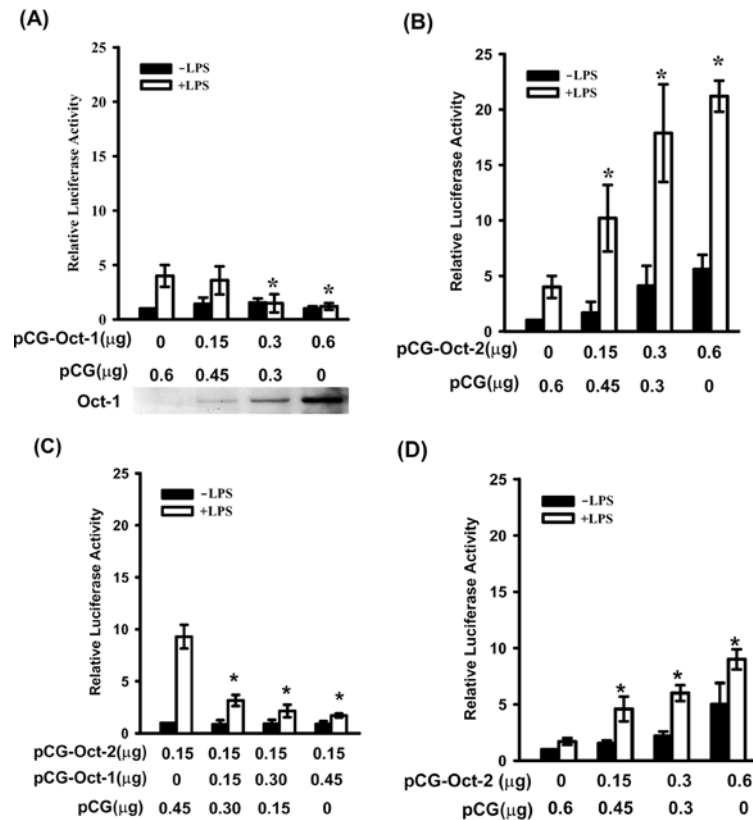 (A)
Relative Luciferase Activity
25
20
15
10
5
0
–LPS
+LPS
*
*
pCG-Oct-1(μg) 0 0.15 0.3 0.6
pCG(μg) 0.6 0.45 0.3 0
Oct-1
(B)
Relative Luciferase Activity
25
20
15
10
5
0
–LPS
+LPS
*
*
*
pCG-Oct-2(μg) 0 0.15 0.3 0.6
pCG(μg) 0.6 0.45 0.3 0
(C)
Relative Luciferase Activity
25
20
15
10
5
0
–LPS
+LPS
*
*
*
pCG-Oct-2(μg) 0.15 0.15 0.15 0.15
pCG-Oct-1(μg) 0 0.15 0.30 0.45
pCG(μg) 0.45 0.30 0.15 0
(D)
Relative Luciferase Activity
25
20
15
10
5
0
–LPS
+LPS
*
*
*
pCG-Oct-2 (μg) 0 0.15 0.3 0.6
pCG(μg) 0.6 0.45 0.3 0